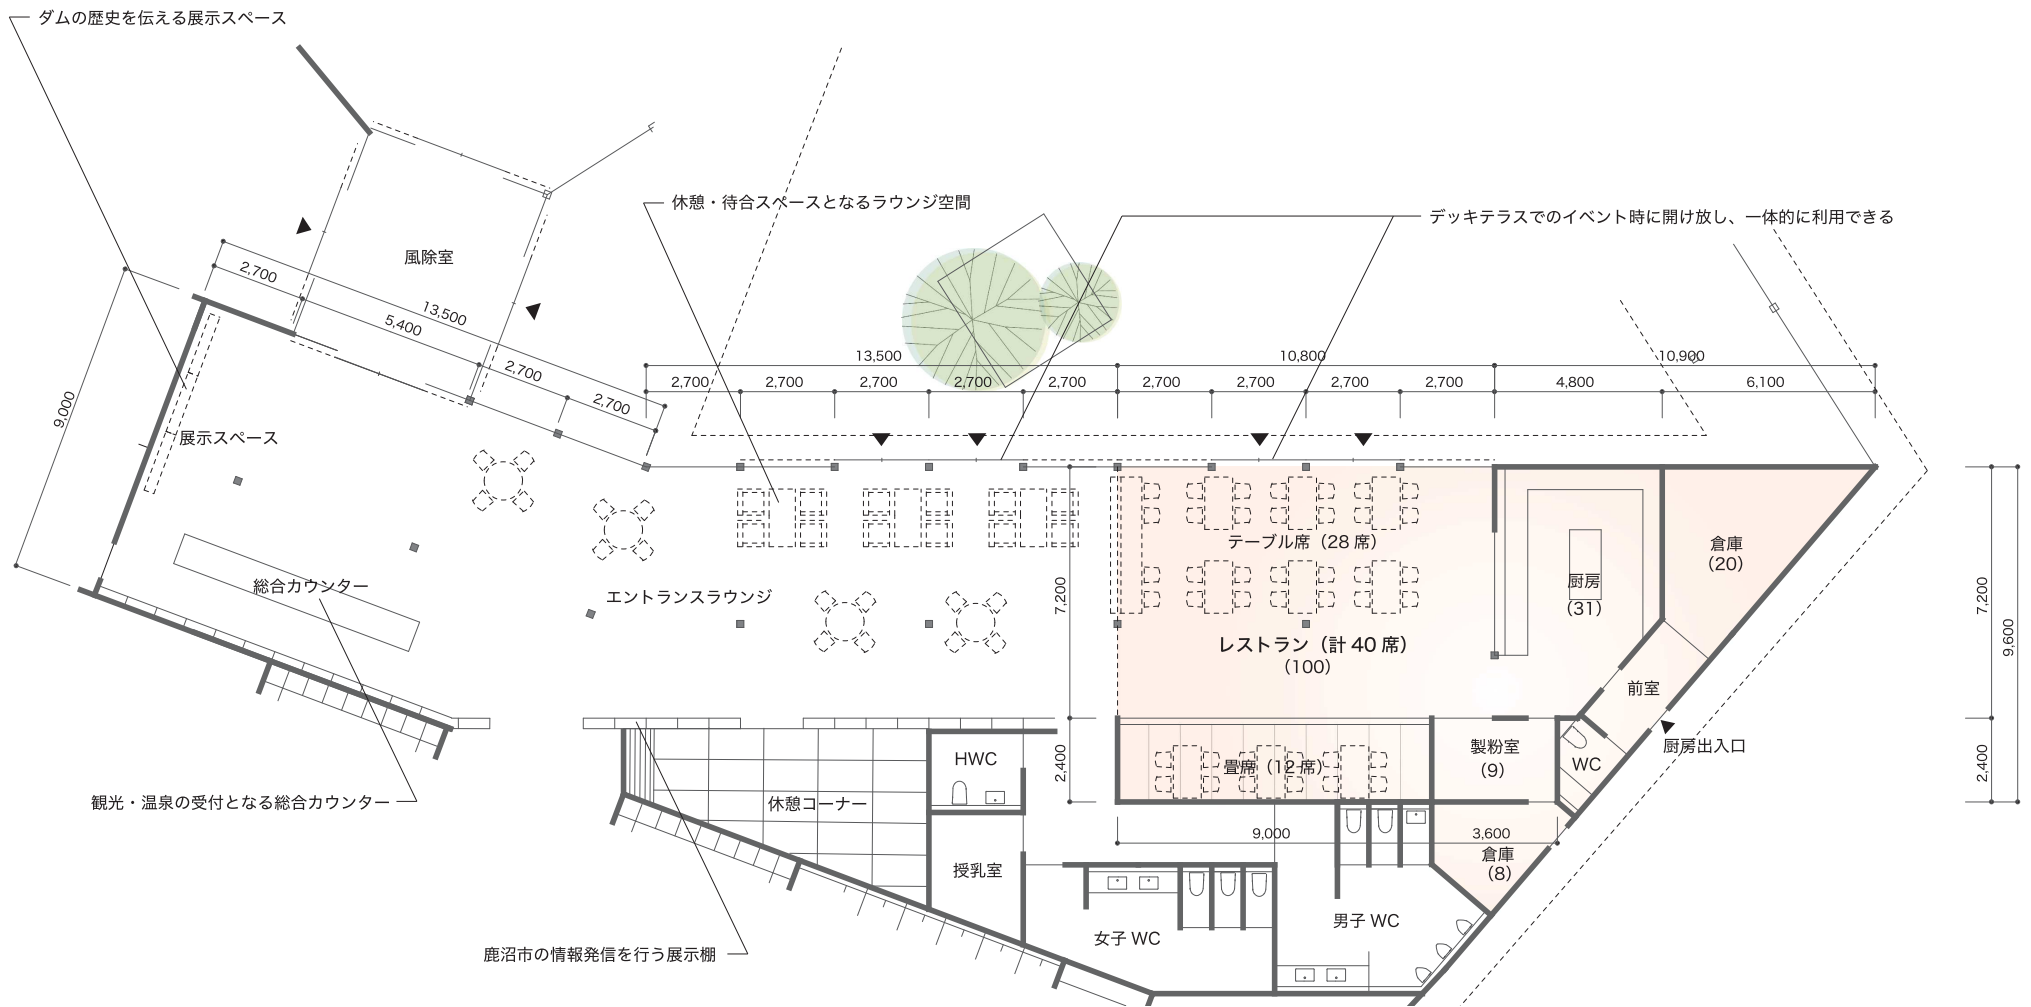 ダムの歴史を伝える展示スペース
休憩・待合スペースとなるラウンジ空間
デッキテラスでのイベント時に開け放し、一体的に利用できる
風除室
2,700
13,500
5,400
2,700
2,700
9,000
13,500
10,800
10,900
2,700
2,700
2,700
2,700
2,700
2,700
2,700
2,700
2,700
4,800
6,100
展示スペース
総合カウンター
エントランスラウンジ
テーブル席（28 席）
レストラン（計 40 席）
（100）
厨房
（31）
倉庫
（20）
7,200
7,200
9,600
前室
厨房出入口
製粉室
（9）
WC
2,400
2,400
畳席（12 席）
HWC
休憩コーナー
観光・温泉の受付となる総合カウンター
9,000
3,600
倉庫
（8）
授乳室
男子 WC
女子 WC
鹿沼市の情報発信を行う展示棚